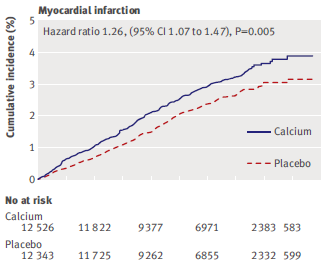 Myocardial infarction
Cumulative incidence (%)
Hazard ratio 1.26, (95% CI 1.07 to 1.47), P=0.005
5
4
3
2
1
0
Calcium
Placebo
No at risk
Calcium
12 526 11 822 9377 6971 2383 583
Placebo
12 343 11 725 9262 6855 2332 599